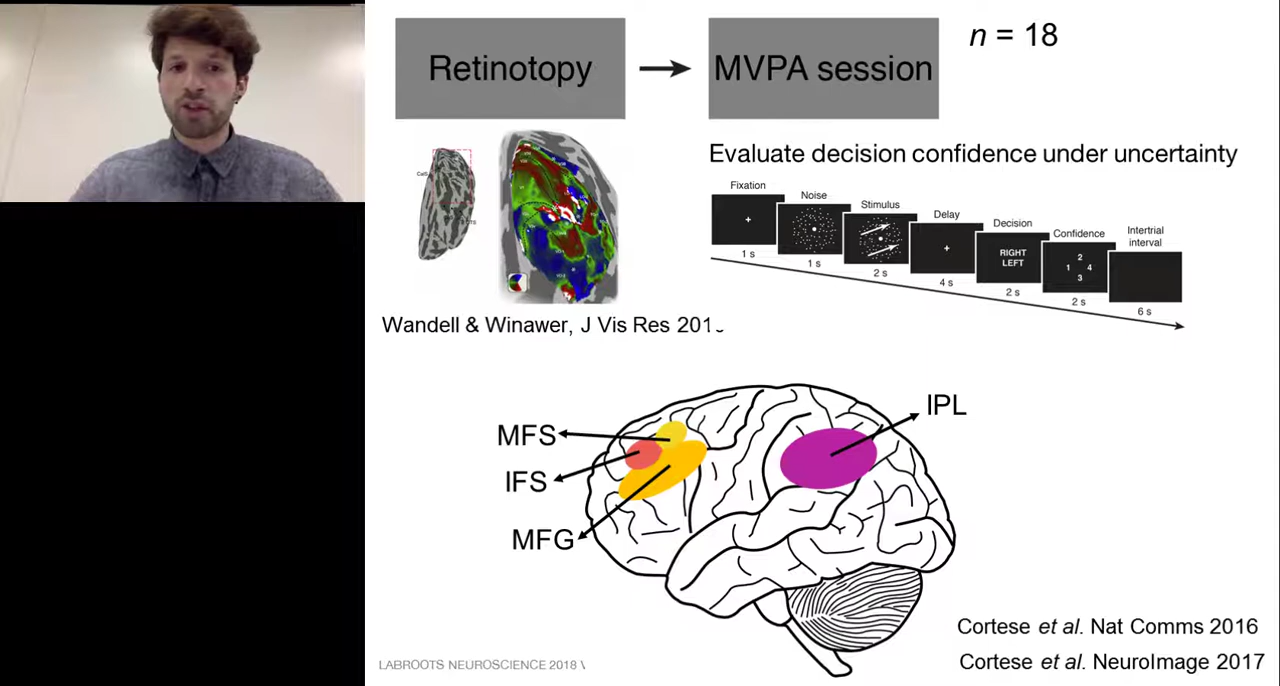 Retinotopy
MVPA session
n = 18
Evaluate decision confidence under uncertainty
Fixation
Noise
Stimulus
Delay
Decision
Confidence
Intertrial
interval
RIGHT
LEFT
2
1 4
3
1 s
1 s
2 s
4 s
2 s
2 s
6 s
Wandell & Winawer, J Vis Res
MFS
IFS
MFG
IPL
Cortese et al. Nat Comms 2016
Cortese et al. NeuroImage 2017
LABROOTS NEUROSCIENCE 2018 \